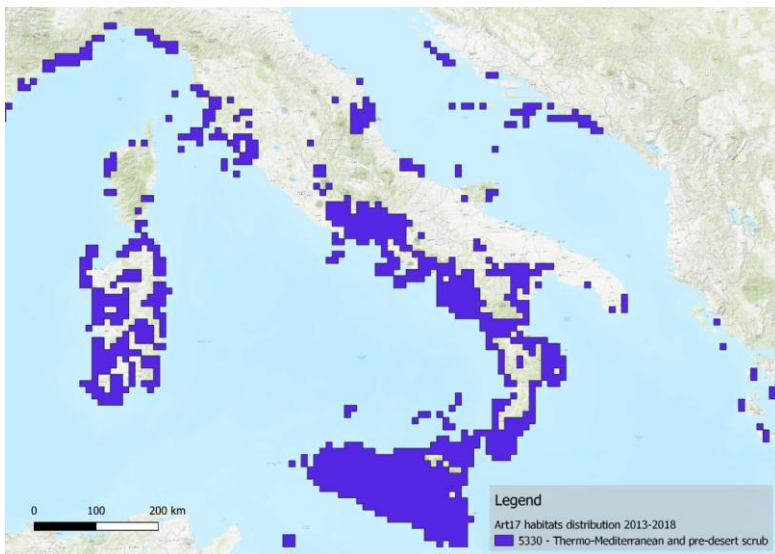 0 100 200 km
Legend
Art17 habitats distribution 2013-2018
5330 - Thermo-Mediterranean and pre-desert scrub